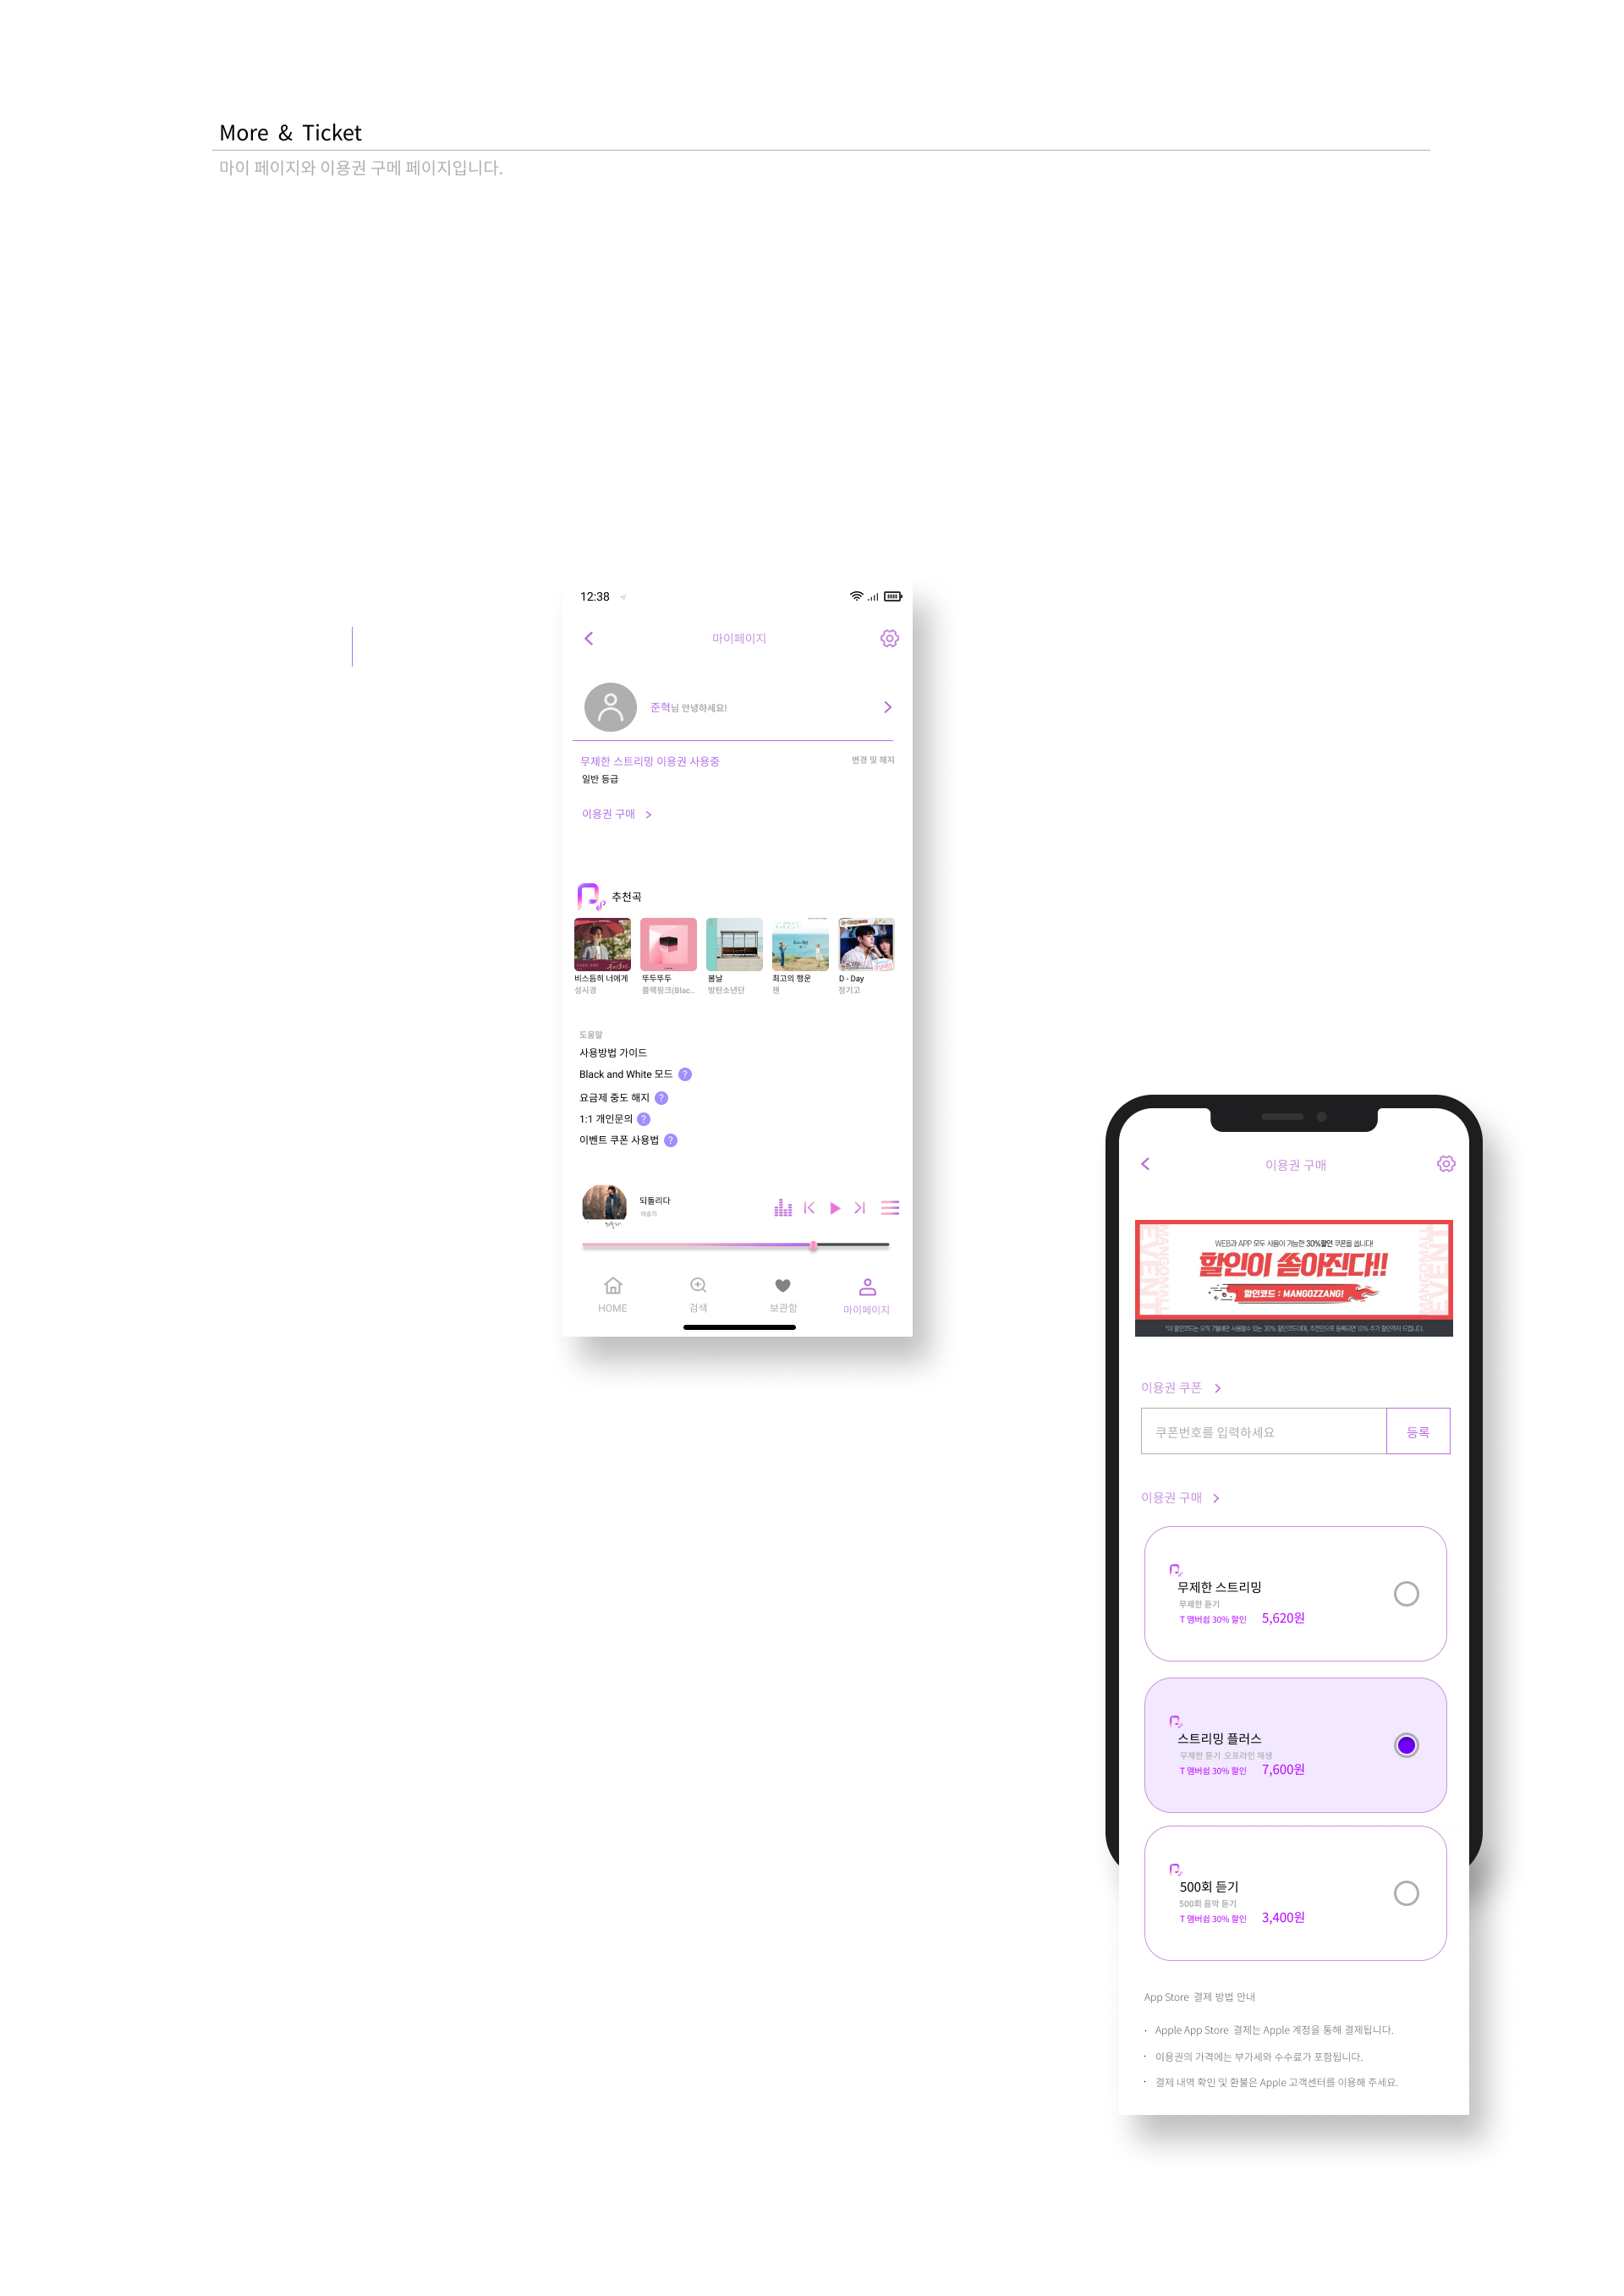 More & Ticket
마이 페이지와 이용권 구메 페이지입니다.
12:38
마이페이지
준혁님 안녕하세요!
무제한 스트리밍 이용권 사용중
변경 및 해지
일반 등급
이용권 구매
추천곡
비스듬히 너에게
뚜두뚜두
봄날
최고의 행운
D - Day
성시경
블랙핑크(Blac..
방탄소년단
첸
정기고
도움말
사용방법 가이드
Black and White 모드 ?
요금제 중도 해지 ?
1:1 개인문의 ?
이벤트 쿠폰 사용법 ?
되돌리다
이승기
HOME
검색
보관함
마이페이지
이용권 구매
EVENT
MANGOMALL
WEB과 APP 모두 사용이 가능한 30%할인 쿠폰을 쏩니다!
할인이 쏟아진다!!
할인코드 : MANGOZZANG!
MANGOMALL
EVENT
이용권 쿠폰
쿠폰번호를 입력하세요
등록
이용권 구매
무제한 스트리밍
무제한 듣기
T 맴버쉽 30% 할인 5,620원
스트리밍 플러스
무제한 듣기 오프라인 재생
T 맴버쉽 30% 할인 7,600원
500회 듣기
500회 음악 듣기
T 맴버쉽 30% 할인 3,400원
App Store 결제 방법 안내
· Apple App Store 결제는 Apple 계정을 통해 결제됩니다.
· 이용권의 가격에는 부가세와 수수료가 포함됩니다.
· 결제 내역 확인 및 환불은 Apple 고객센터를 이용해 주세요.